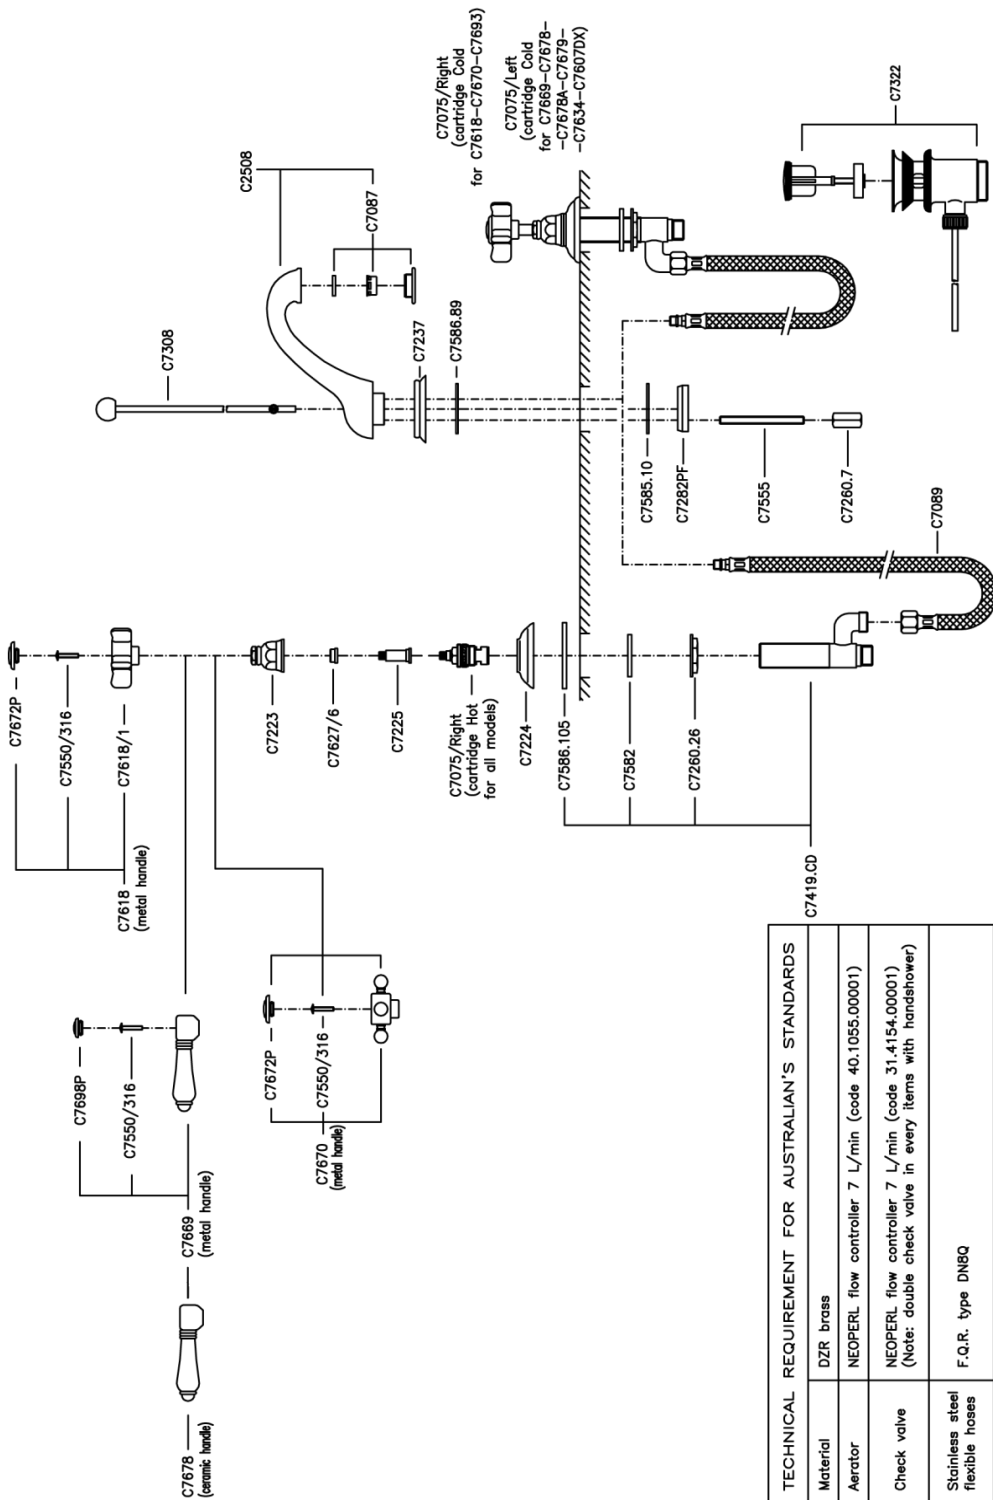 C7678
(ceramic handle)
C7669
(metal handle)
C7698P
C7550/316
C7670
(metal handle)
C7672P
C7550/316
C7618
(metal handle)
C7672P
C7550/316
C7618/1
C7223
C7627/6
C7225
C7075/Right
(cartridge Hot
for all models)
C7224
C7586.105
C7582
C7260.26
C7419.CD
C7308
C2508
C7087
C7237
C7586.89
C7585.10
C7282PF
C7555
C7260.7
C7089
C7075/Right
(cartridge Cold
for C7618-C7670-C7693)
C7075/Left
(cartridge Cold
for C7669-C7678-
-C7678A-C7679-
-C7634-C7607DX)
C7322
TECHNICAL REQUIREMENT FOR AUSTRALIAN'S STANDARDS
Material DZR brass
Aerator NEOPERL flow controller 7 L/min (code 40.1055.00001)
Check valve NEOPERL flow controller 7 L/min (code 31.4154.00001)
(Note: double check valve in every items with handshower)
Stainless steel
flexible hoses F.Q.R. type DN8Q